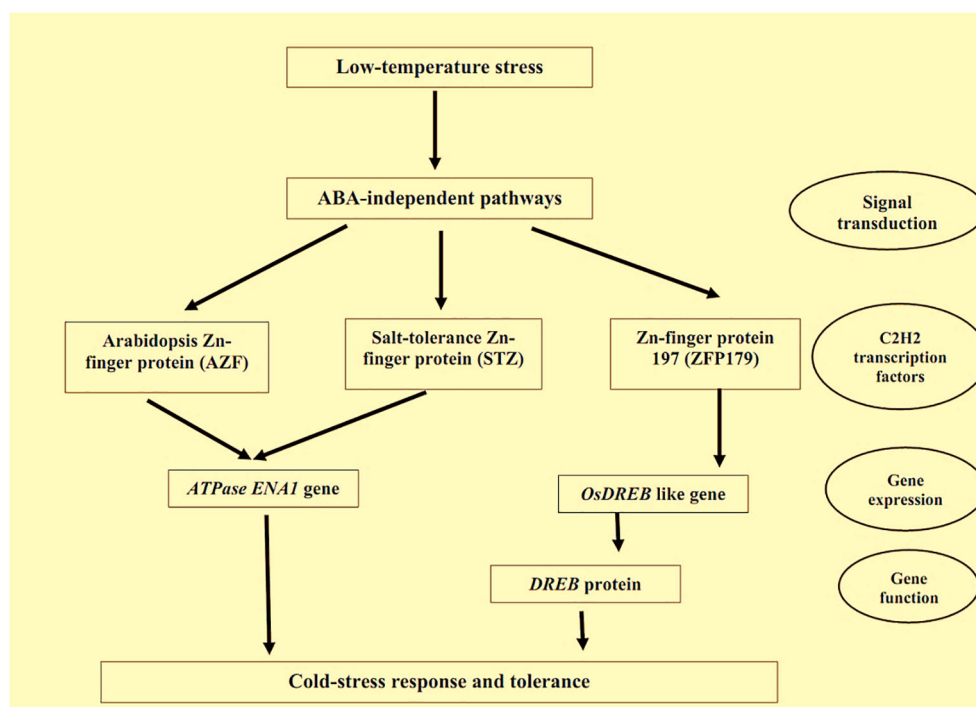 Low-temperature stress
ABA-independent pathways
Signal
transduction
Arabidopsis Zn-
finger protein (AZF)
Salt-tolerance Zn-
finger protein (STZ)
Zn-finger protein
197 (ZFP179)
C2H2
transcription
factors
ATPase ENA1 gene
OsDREB like gene
Gene
expression
DREB protein
Gene
function
Cold-stress response and tolerance